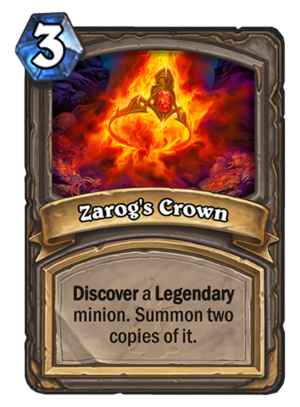 3
Zarog's Crown
Discover a Legendary
minion. Summon two
copies of it.